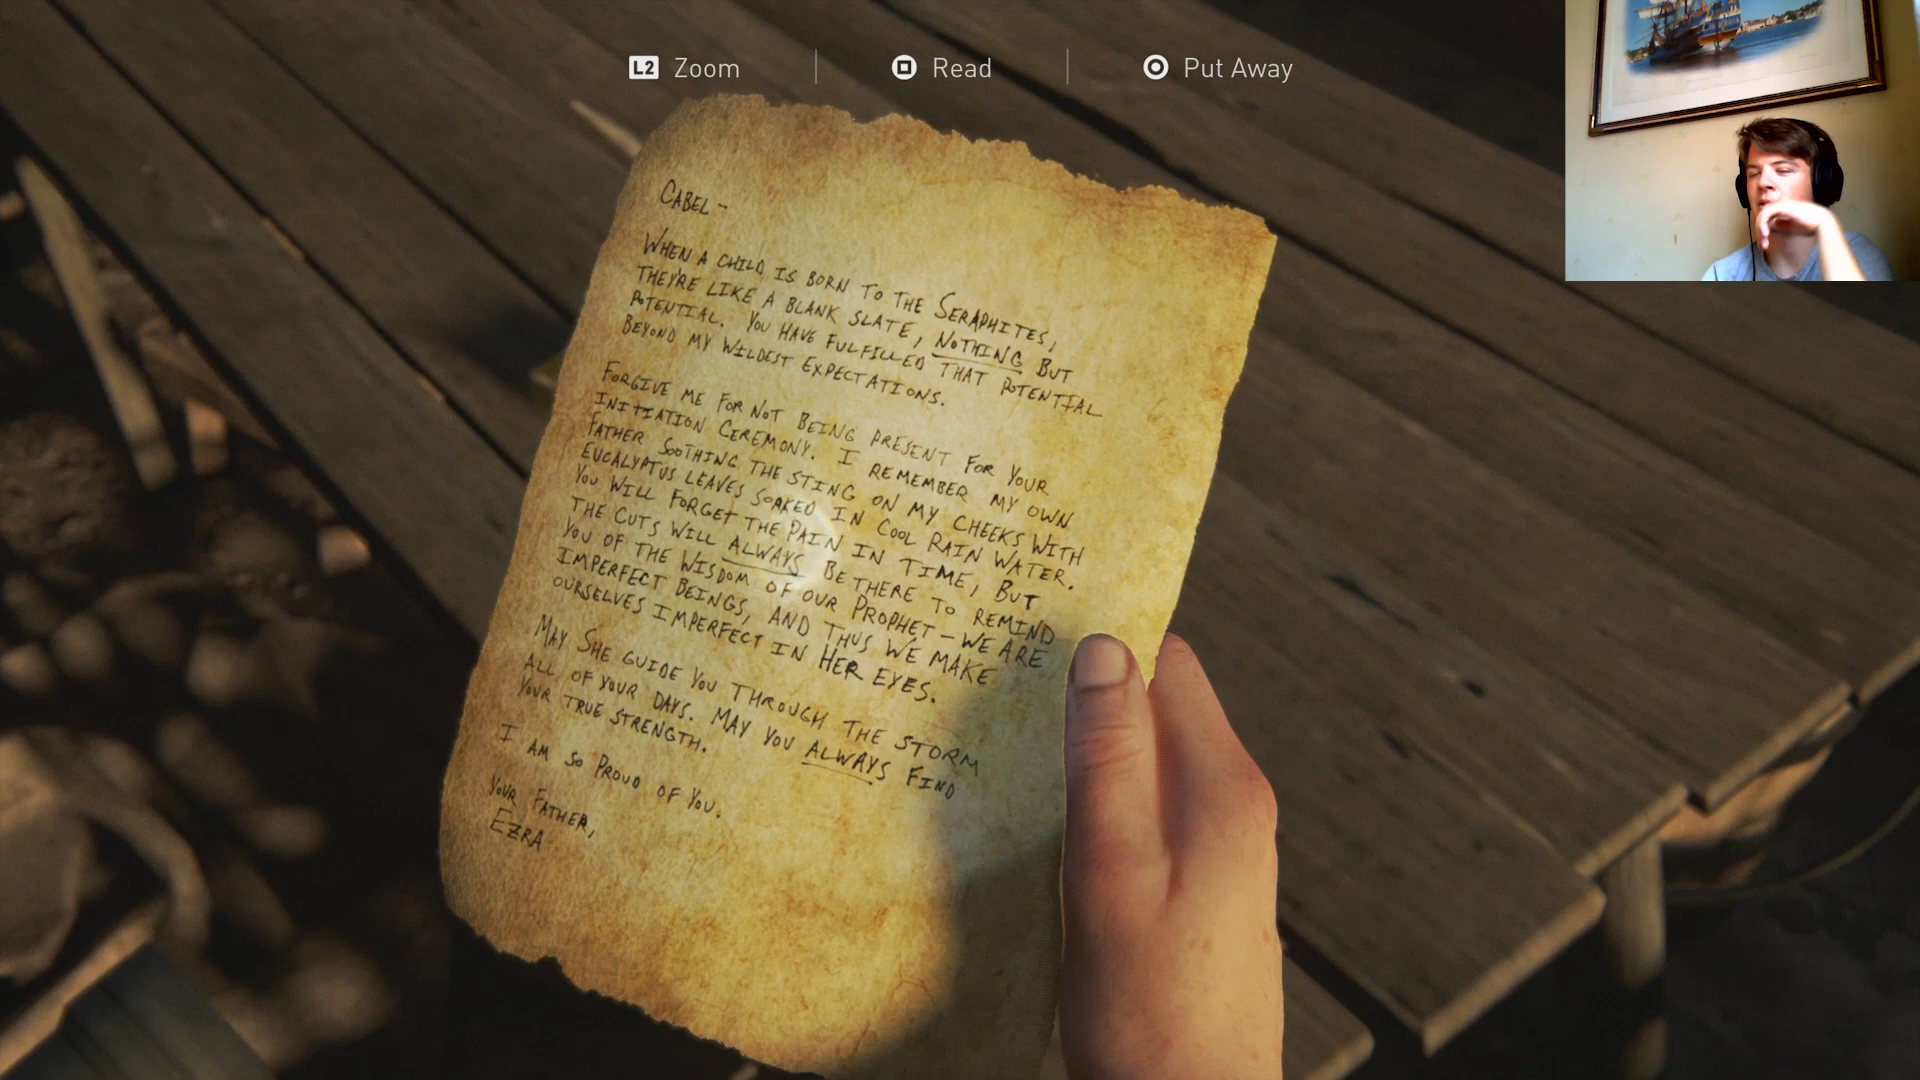 L2 Zoom Read Put Away
CABEL -
WHEN A CHILD IS BORN TO THE SERAPHITES,
THEY'RE LIKE A BLANK SLATE, NOTHING BUT
POTENTIAL. YOU HAVE FULFILLED THAT POTENTIAL
BEYOND MY WILDEST EXPECTATIONS.
FORGIVE ME FOR NOT BEING PRESENT FOR YOUR
INITIATION CEREMONY. I REMEMBER MY OWN
FATHER SOOTHING THE STING ON MY CHEEKS WITH
EUCALYPTUS LEAVES SOAKED IN COOL RAIN WATER.
YOU WILL FORGET THE PAIN IN TIME, BUT
THE CUTS WILL ALWAYS BE THERE TO REMIND
YOU OF THE WISDOM OF OUR PROPHET - WE ARE
IMPERFECT BEINGS, AND THUS WE MAKE
OURSELVES IMPERFECT IN HER EYES.
MAY SHE GUIDE YOU THROUGH THE STORM
ALL OF YOUR DAYS. MAY YOU ALWAYS FIND
YOUR TRUE STRENGTH.
I AM SO PROUD OF YOU.
YOUR FATHER,
EZRA